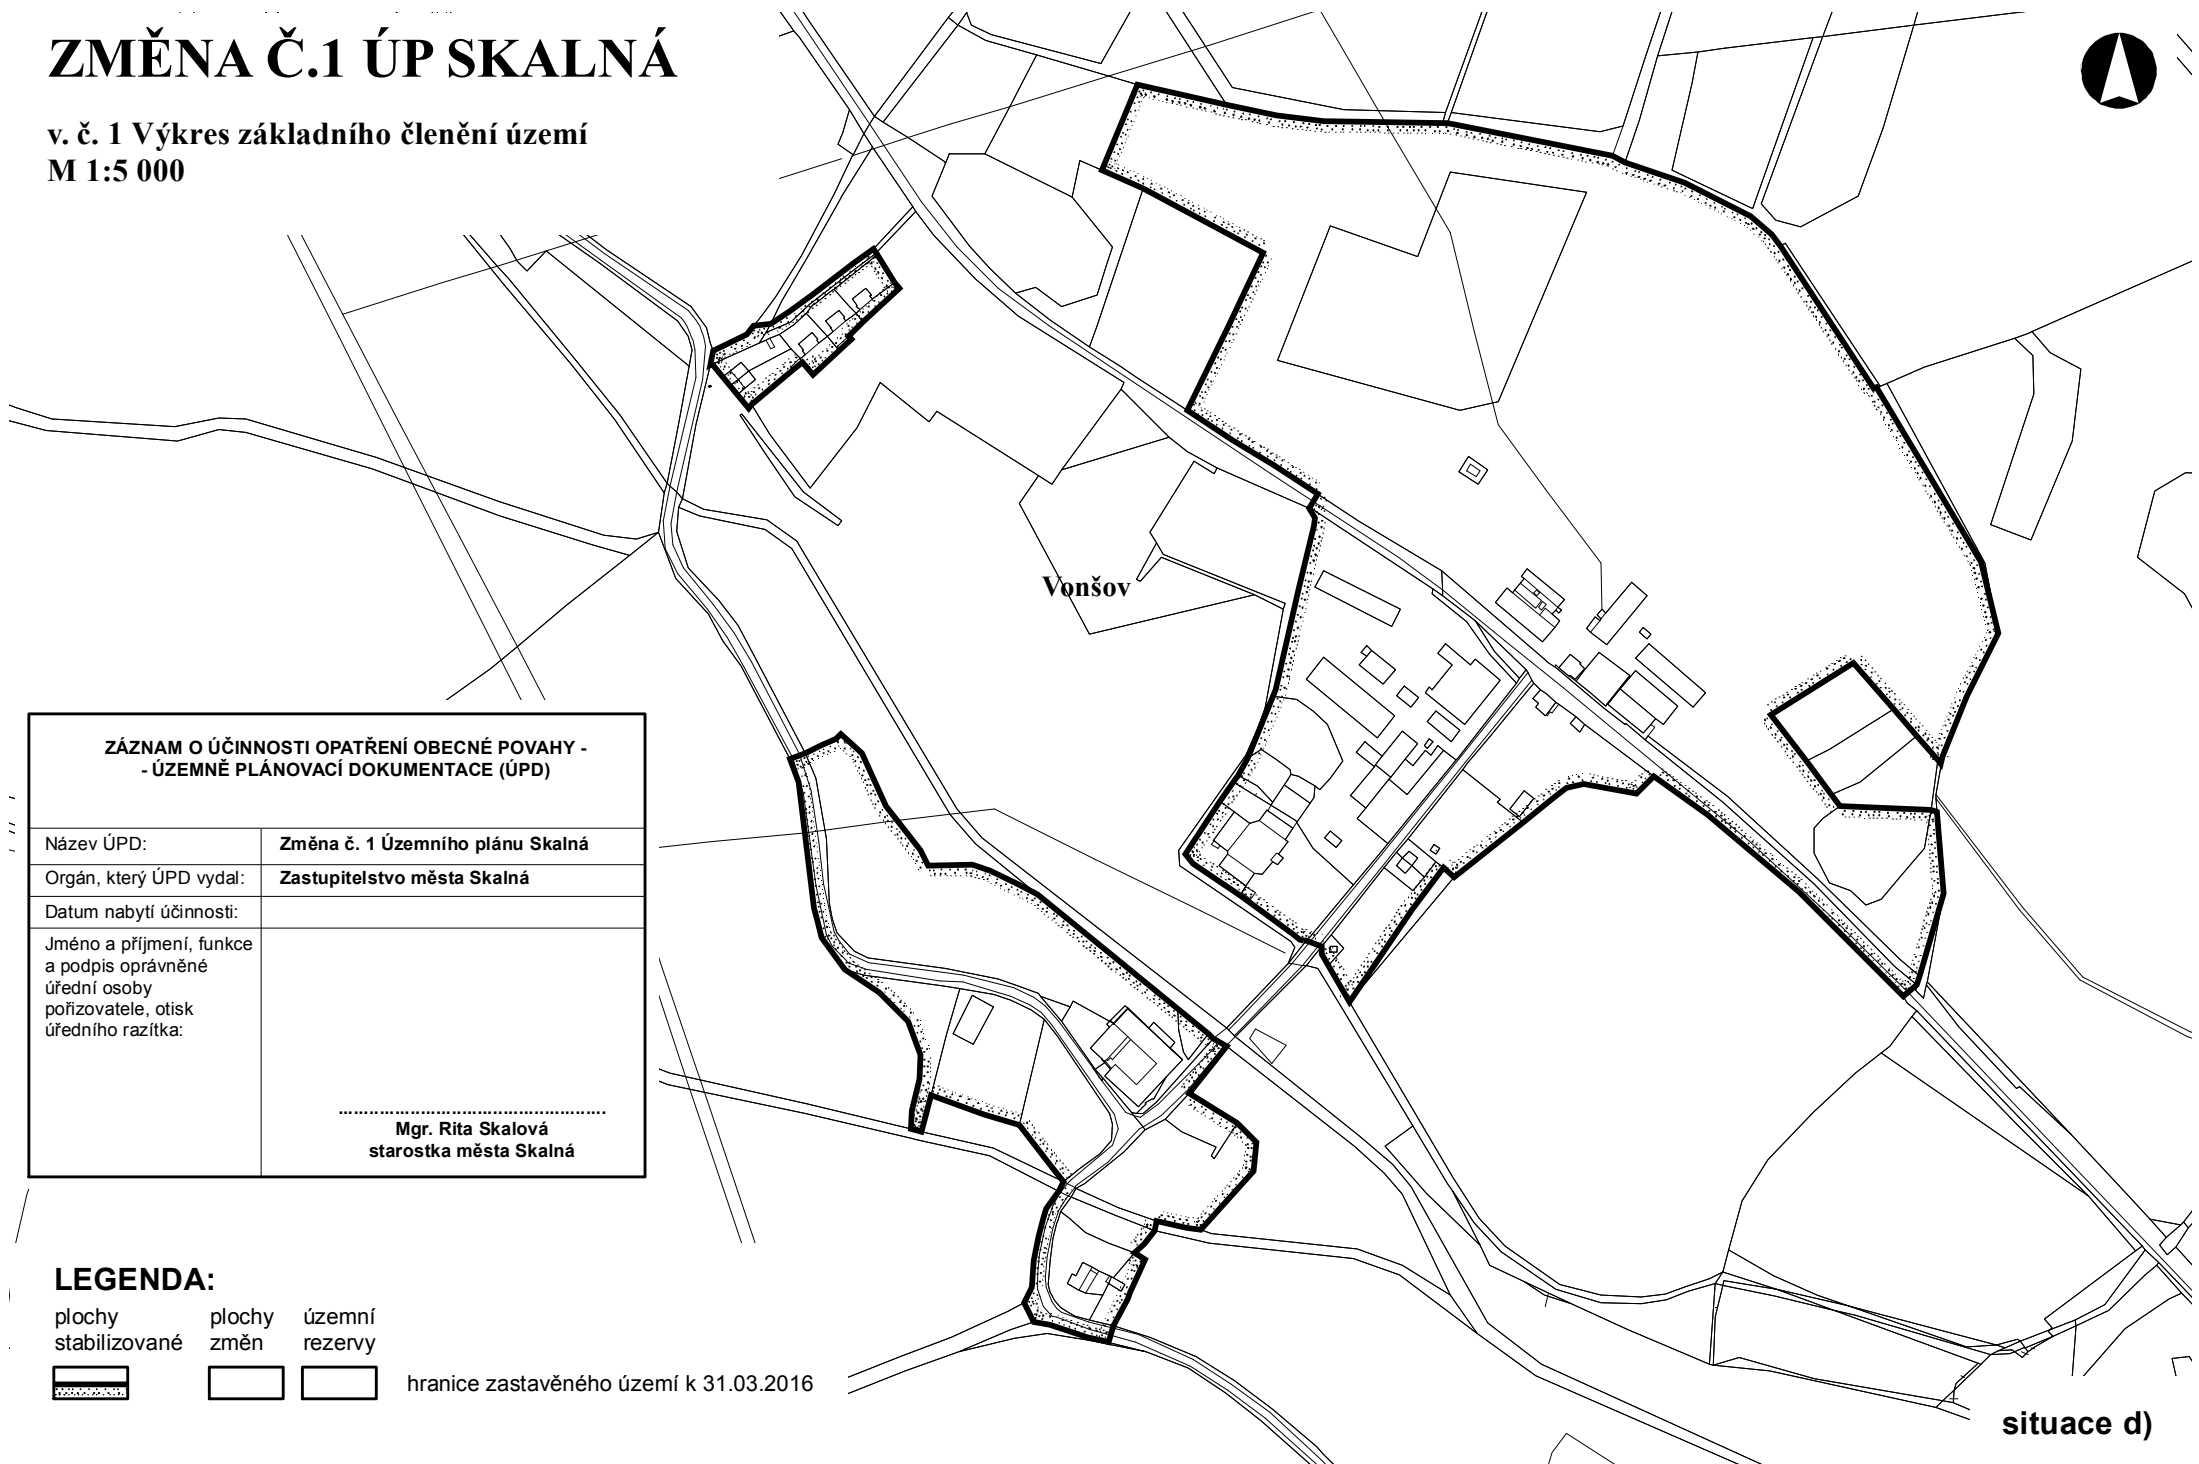 ZMĚNA Č.1 ÚP SKALNÁ
v. č. 1 Výkres základního členění území
M 1:5 000
Vonšov
ZÁZNAM O ÚČINNOSTI OPATŘENÍ OBECNÉ POVAHY -
- ÚZEMNĚ PLÁNOVACÍ DOKUMENTACE (ÚPD)
Název ÚPD: Změna č. 1 Územního plánu Skalná
Orgán, který ÚPD vydal: Zastupitelstvo města Skalná
Datum nabytí účinnosti:
Jméno a příjmení, funkce
a podpis oprávněné
úřední osoby
pořizovatele, otisk
úředního razítka:
Mgr. Rita Skalová
starostka města Skalná
LEGENDA:
plochy stabilizované
plochy změn
územní rezervy
hranice zastavěného území k 31.03.2016
situace d)